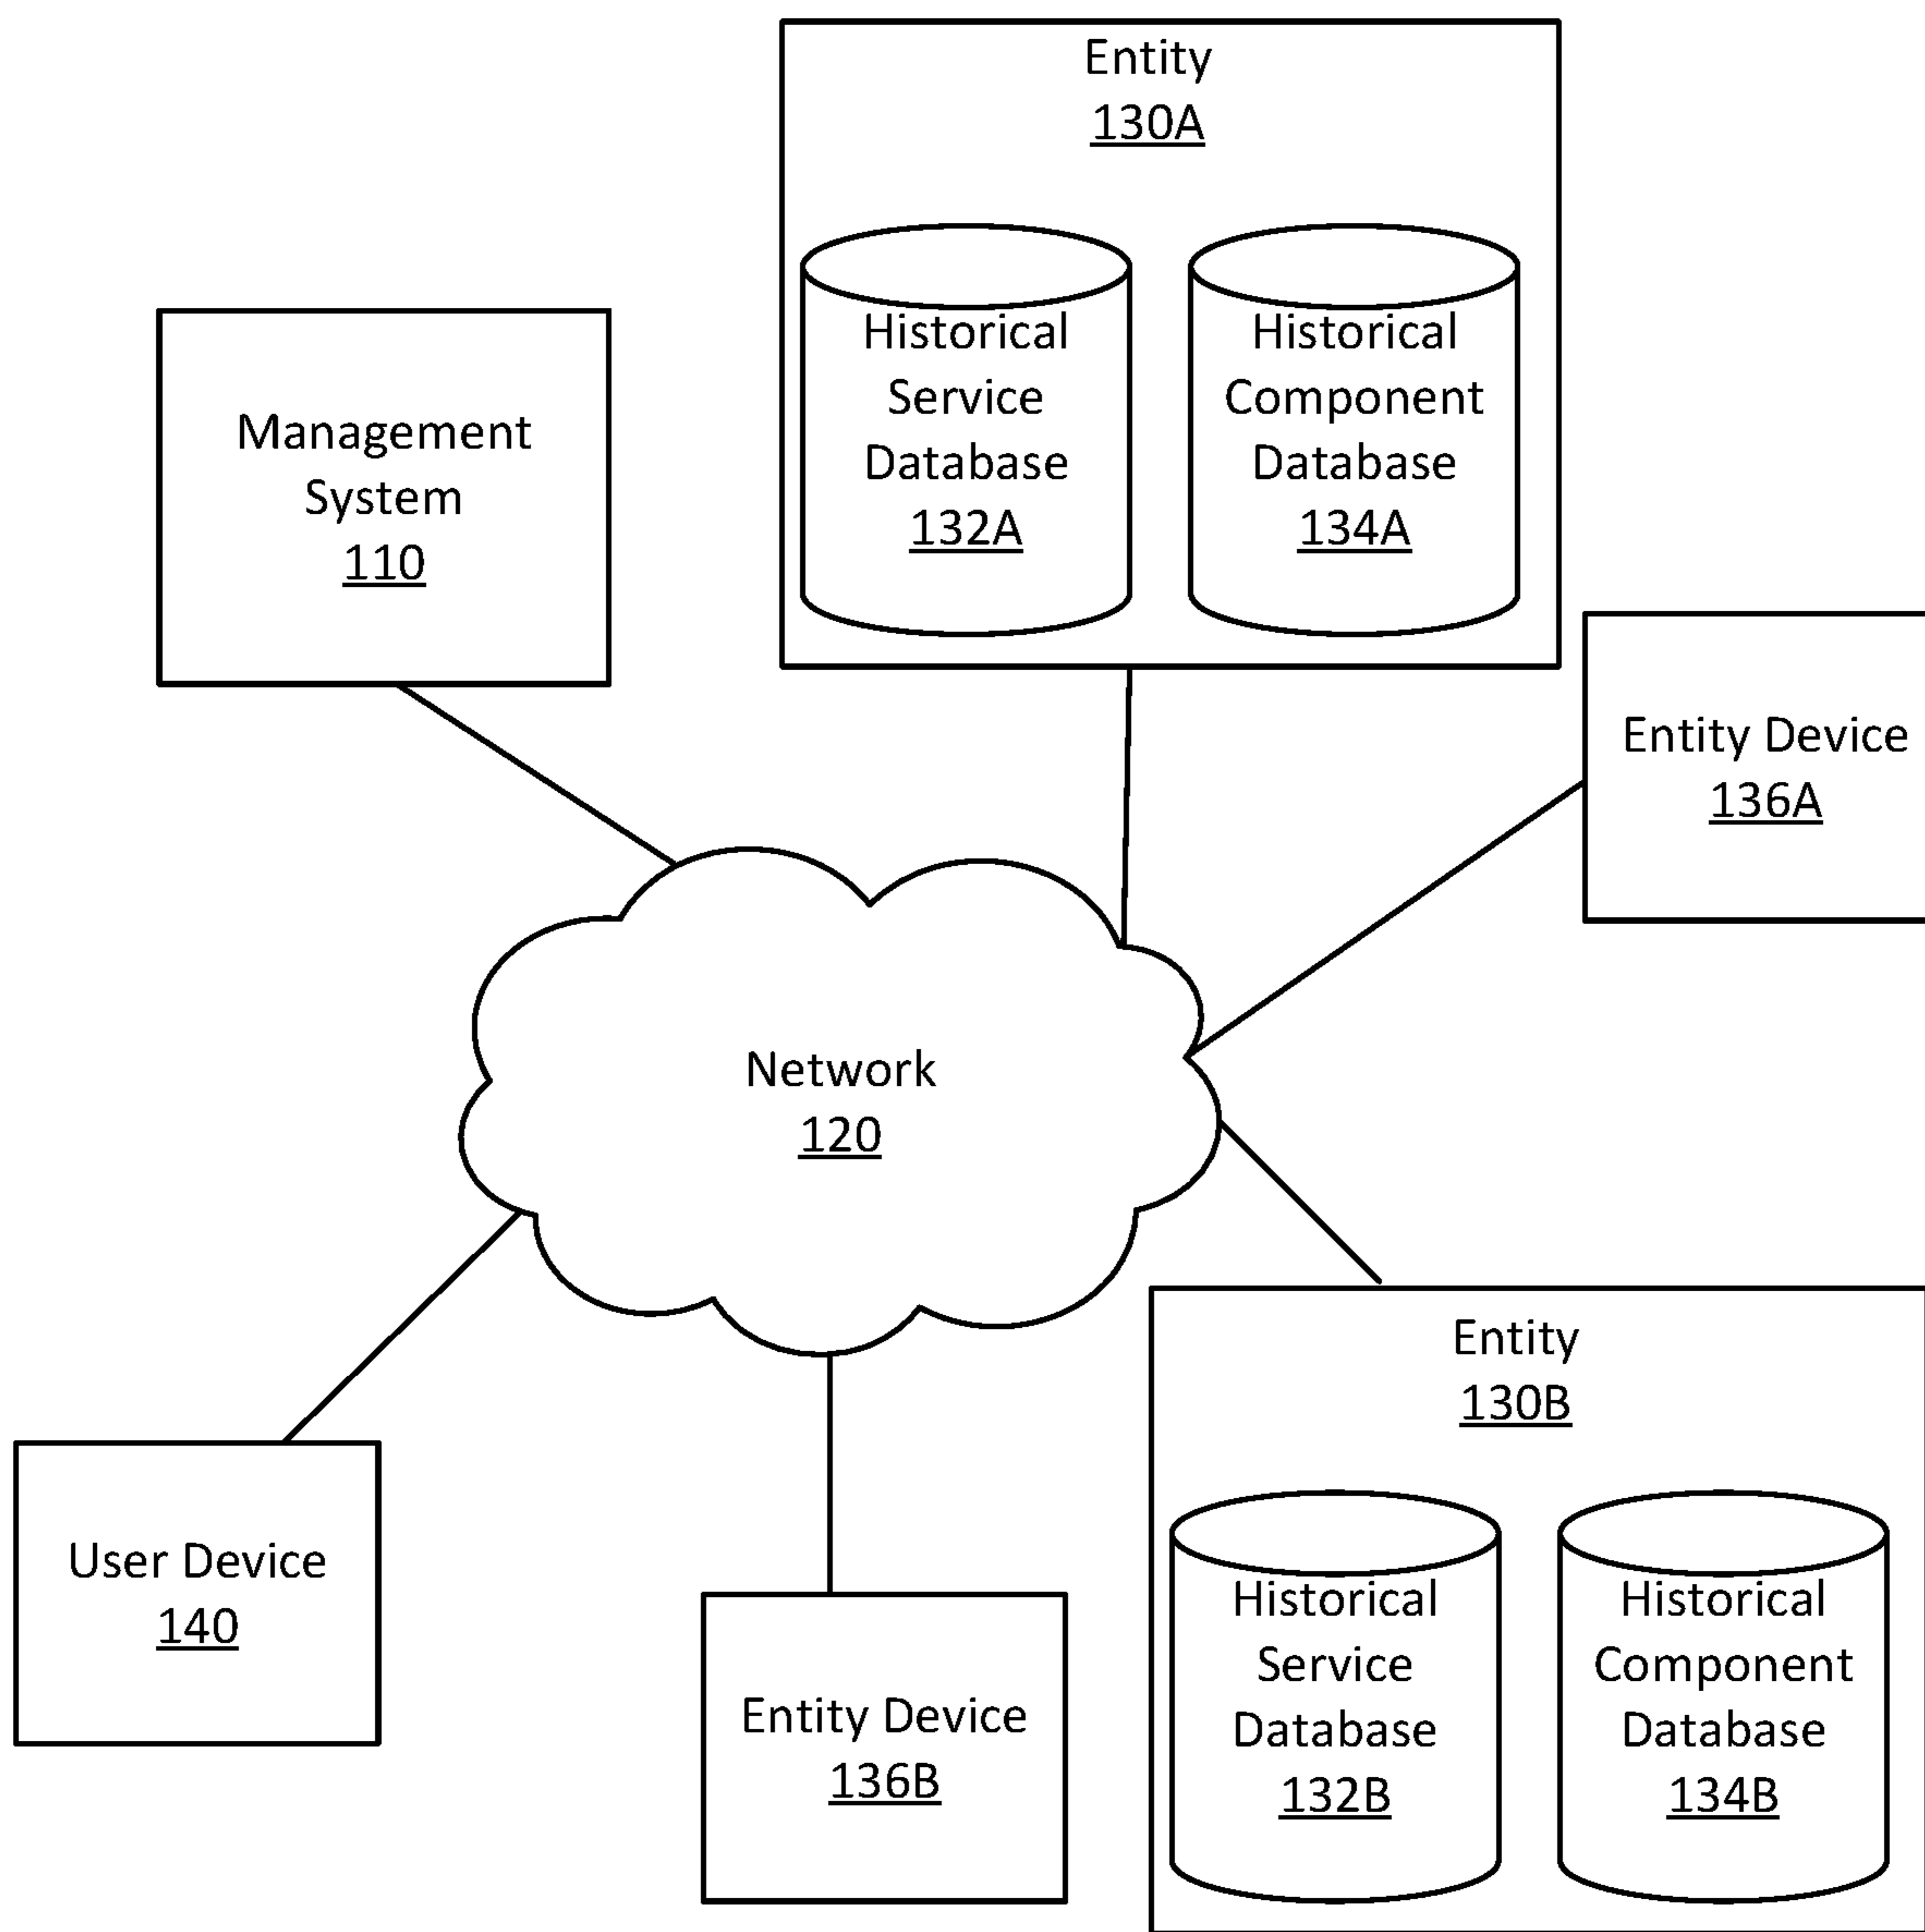 Entity
130A
Historical
Service
Database
132A
Historical
Component
Database
134A
Management
System
110
Entity Device
136A
Network
120
Entity
130B
Historical
Service
Database
132B
Historical
Component
Database
134B
User Device
140
Entity Device
136B